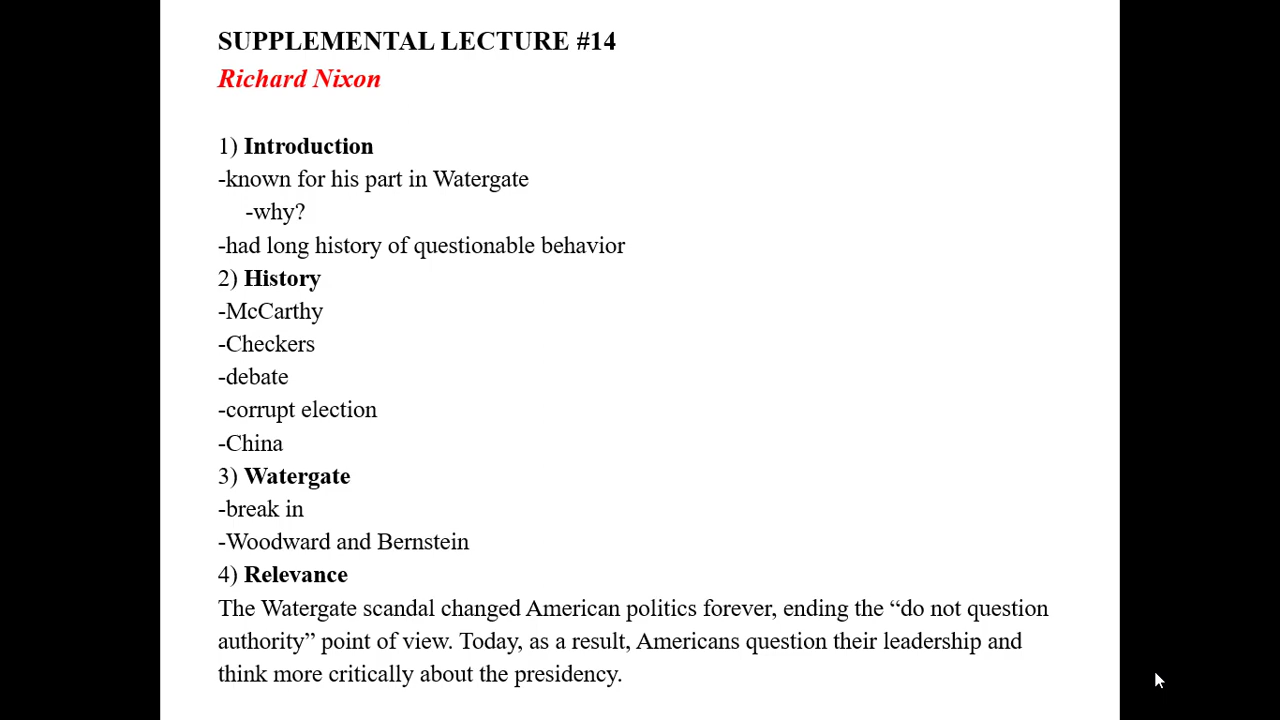 SUPPLEMENTAL LECTURE #14
Richard Nixon
1) Introduction
-known for his part in Watergate
-why?
-had long history of questionable behavior
2) History
-McCarthy
-Checkers
-debate
-corrupt election
-China
3) Watergate
-break in
-Woodward and Bernstein
4) Relevance
The Watergate scandal changed American politics forever, ending the “do not question
authority” point of view. Today, as a result, Americans question their leadership and
think more critically about the presidency.